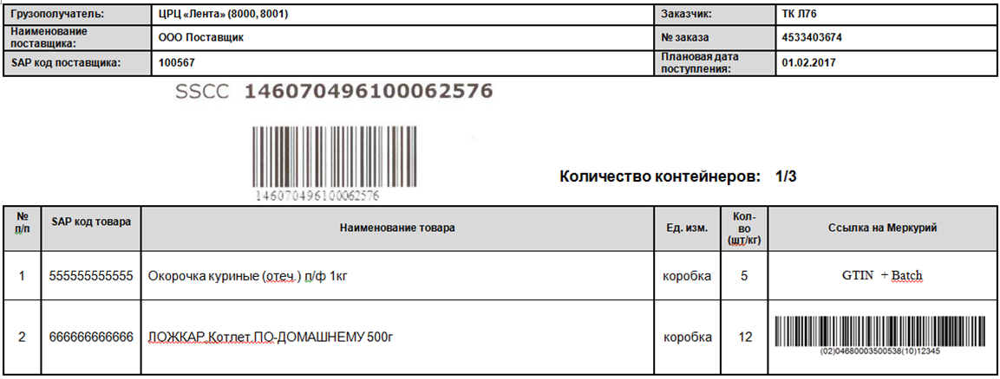 Грузополучатель: ЦРЦ «Лента» (8000, 8001) Заказчик: ТК Л76
Наименование поставщика: ООО Поставщик № заказа 4533403674
SAP код поставщика: 100567 Плановая дата поступления: 01.02.2017
SSCC 146070496100062576
146070496100062576
Количество контейнеров: 1/3
№ п/п SAP код товара Наименование товара Ед. изм. Кол-во (шт/кг) Ссылка на Меркурий
1 555555555555 Окорочка куриные (отеч.) п/ф 1кг коробка 5 GTIN + Batch
2 666666666666 ЛОЖКАР.Котлет.ПО-ДОМАШНЕМУ 500г коробка 12
(02)04680003500538(10)12345